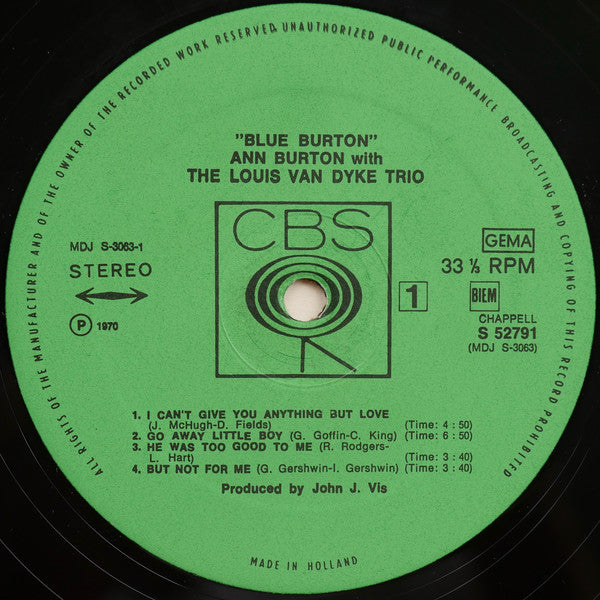 ALL RIGHTS OF THE MANUFACTURER AND OF THE OWNER OF THE RECORDED WORK RESERVED. UNAUTHORIZED PUBLIC PERFORMANCE BROADCASTING AND COPYING OF THIS RECORD PROHIBITED
"BLUE BURTON"
ANN BURTON with
THE LOUIS VAN DYKE TRIO
CBS
MDJ S-3063-1
STEREO
℗ 1970
GEMA
33 ⅓ RPM
1
BIEM
CHAPPELL
S 52791
(MDJ S-3063)
1. I CAN'T GIVE YOU ANYTHING BUT LOVE
(J. McHugh-D. Fields) (Time: 4 : 50)
2. GO AWAY LITTLE BOY (G. Goffin-C. King) (Time: 6 : 50)
3. HE WAS TOO GOOD TO ME (R. Rodgers-
L. Hart) (Time: 3 : 40)
4. BUT NOT FOR ME (G. Gershwin-I. Gershwin) (Time: 3 : 40)
Produced by John J. Vis
MADE IN HOLLAND